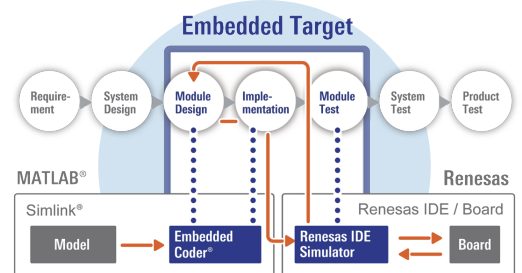 Embedded Target
Require-
ment
System
Design
Module
Design
Imple-
mentation
Module
Test
System
Test
Product
Test
MATLAB®
Renesas
Simlink®
Renesas IDE / Board
Model
Embedded
Coder®
Renesas IDE
Simulator
Board